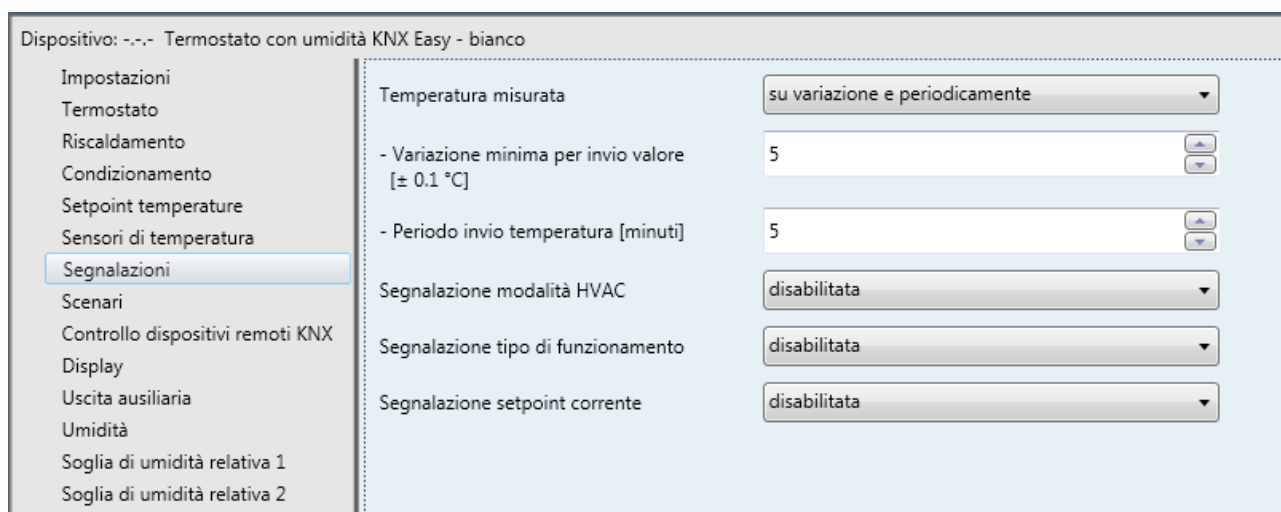 Dispositivo: -.-.- Termostato con umidità KNX Easy - bianco
Impostazioni
Termostato
Riscaldamento
Condizionamento
Setpoint temperature
Sensori di temperatura
Segnalazioni
Scenari
Controllo dispositivi remoti KNX
Display
Uscita ausiliaria
Umidità
Soglia di umidità relativa 1
Soglia di umidità relativa 2
Temperatura misurata su variazione e periodicamente
- Variazione minima per invio valore 5
[± 0.1 °C]
- Periodo invio temperatura [minuti] 5
Segnalazione modalità HVAC disabilitata
Segnalazione tipo di funzionamento disabilitata
Segnalazione setpoint corrente disabilitata